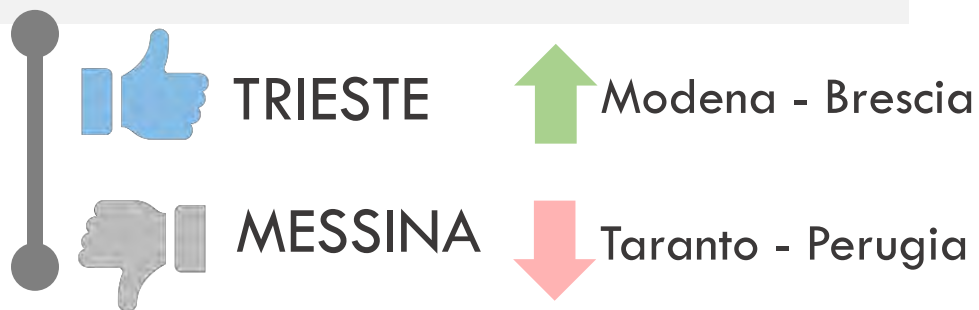 TRIESTE
Modena - Brescia
MESSINA
Taranto - Perugia